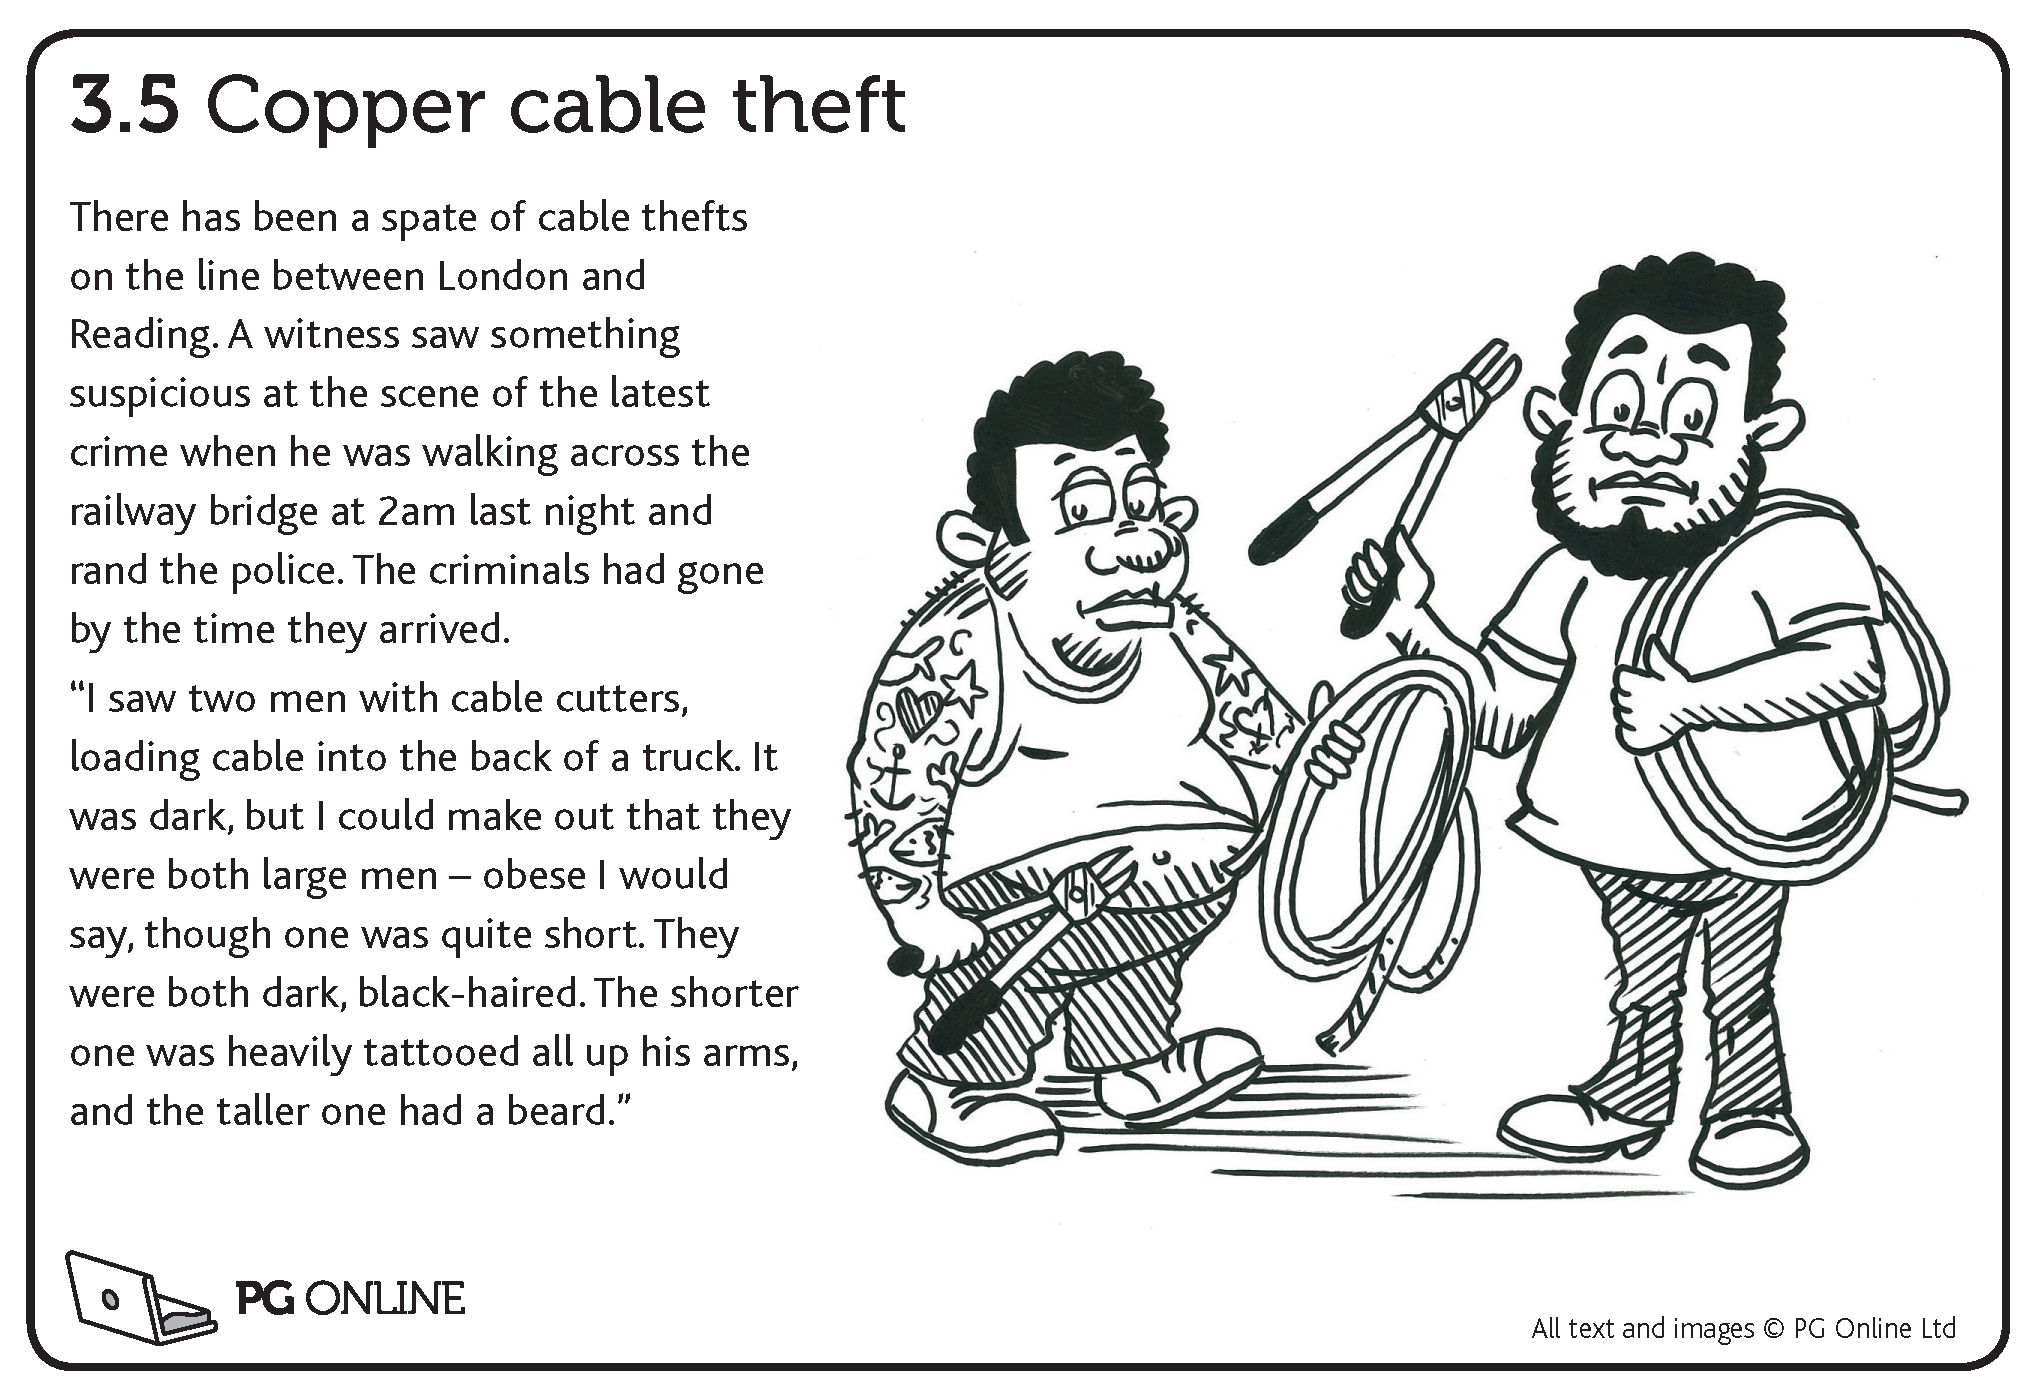 3.5 Copper cable theft
There has been a spate of cable thefts
on the line between London and
Reading. A witness saw something
suspicious at the scene of the latest
crime when he was walking across the
railway bridge at 2am last night and
rand the police. The criminals had gone
by the time they arrived.
“I saw two men with cable cutters,
loading cable into the back of a truck. It
was dark, but I could make out that they
were both large men – obese I would
say, though one was quite short. They
were both dark, black-haired. The shorter
one was heavily tattooed all up his arms,
and the taller one had a beard.”
PG ONLINE
All text and images © PG Online Ltd